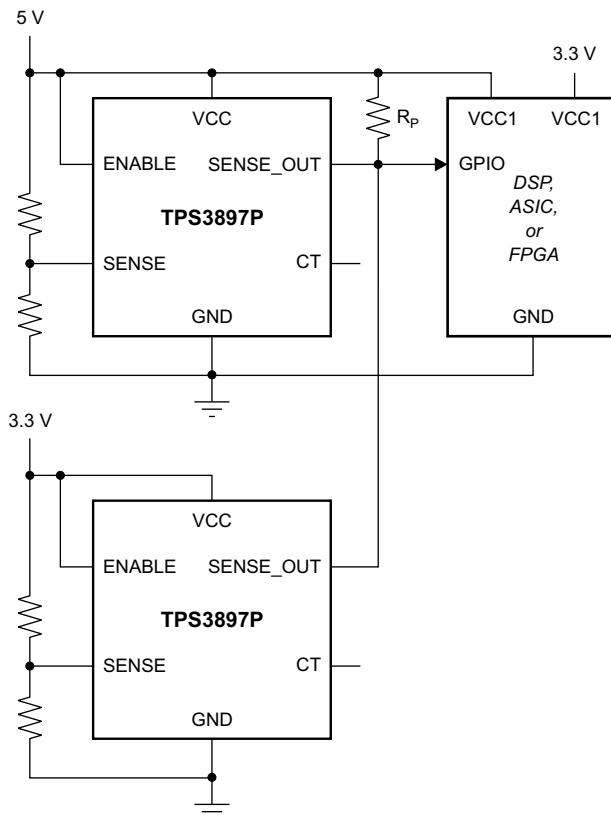 5 V
3.3 V
VCC
R_P
VCC1 VCC1
ENABLE SENSE_OUT
GPIO
DSP,
ASIC,
or
FPGA
TPS3897P
SENSE
CT
GND
GND
3.3 V
VCC
ENABLE SENSE_OUT
TPS3897P
SENSE
CT
GND